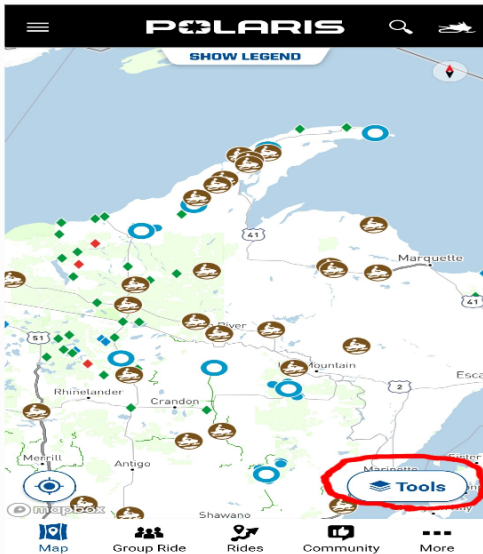 POLARIS
SHOW LEGEND
41
Marquette
41
51
River
Mountain
2
Esca
Rhinelander
Crandon
Merrill
Antigo
Marinette
Tools
mapbox
Shawano
Map
Group Ride
Rides
Community
More